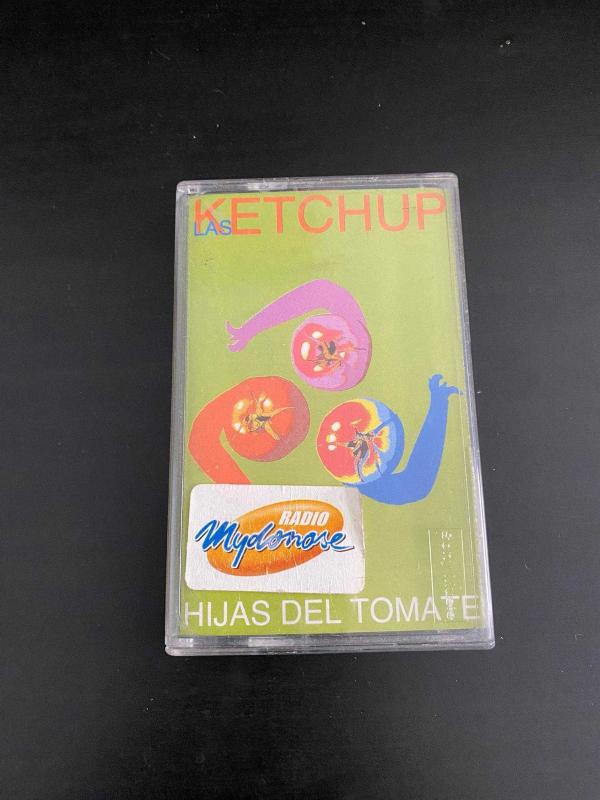 LAS KETCHUP
RADIO
Mydonose
HIJAS DEL TOMATE